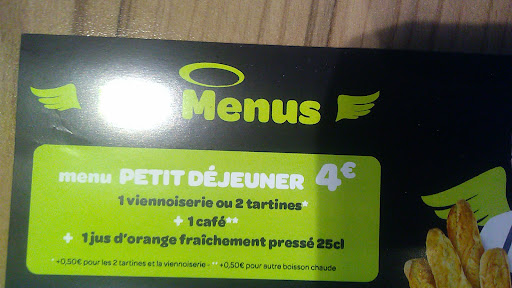 Menus
menu PETIT DÉJEUNER 4€
1 viennoiserie ou 2 tartines*
+ 1 café**
+ 1 jus d'orange fraîchement pressé 25cl
* +0,50€ pour les 2 tartines et la viennoiserie - ** +0,50€ pour autre boisson chaude